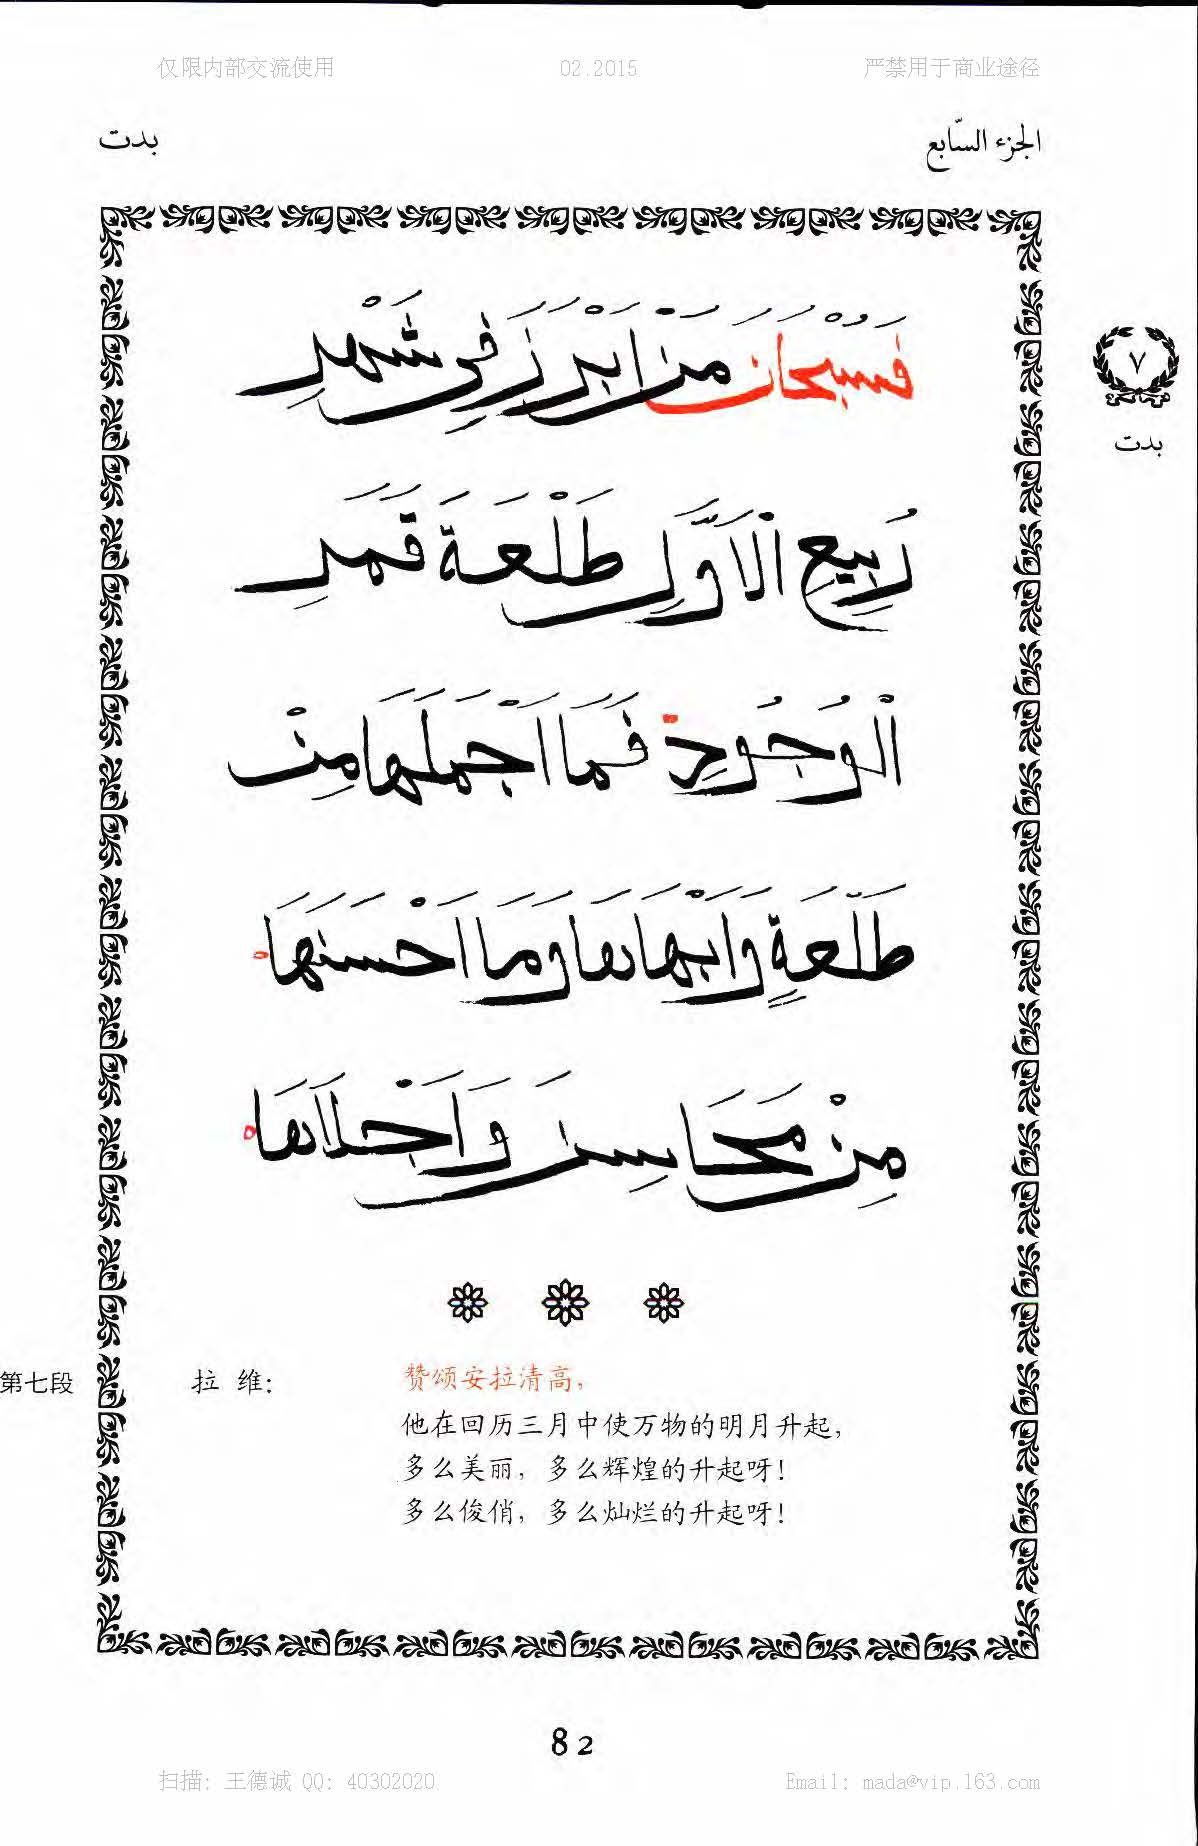 仅限内部交流使用 02.2015 严禁用于商业途径
الجزء السّابع بدت
فَسُبْحَانَ مَنْ اَبْرَزَ فِي شَهْرِ
٧
بدت
رَبِيعِ الْاَوَّلِ طَلْعَةَ قَمَرِ
الْوُجُودِ فَمَا اَجْمَلَهَا مِنْ
طَلْعَةٍ وَاَبْهَاهَا وَمَا اَحْسَنَهَا
مِنْ مَحَاسِنَ وَاَحْلَاهَا
第七段 拉 维: 赞颂安拉清高，
他在回历三月中使万物的明月升起，
多么美丽，多么辉煌的升起呀！
多么俊俏，多么灿烂的升起呀！
82
扫描: 王德诚 QQ: 40302020 Email: mada@vip.163.com